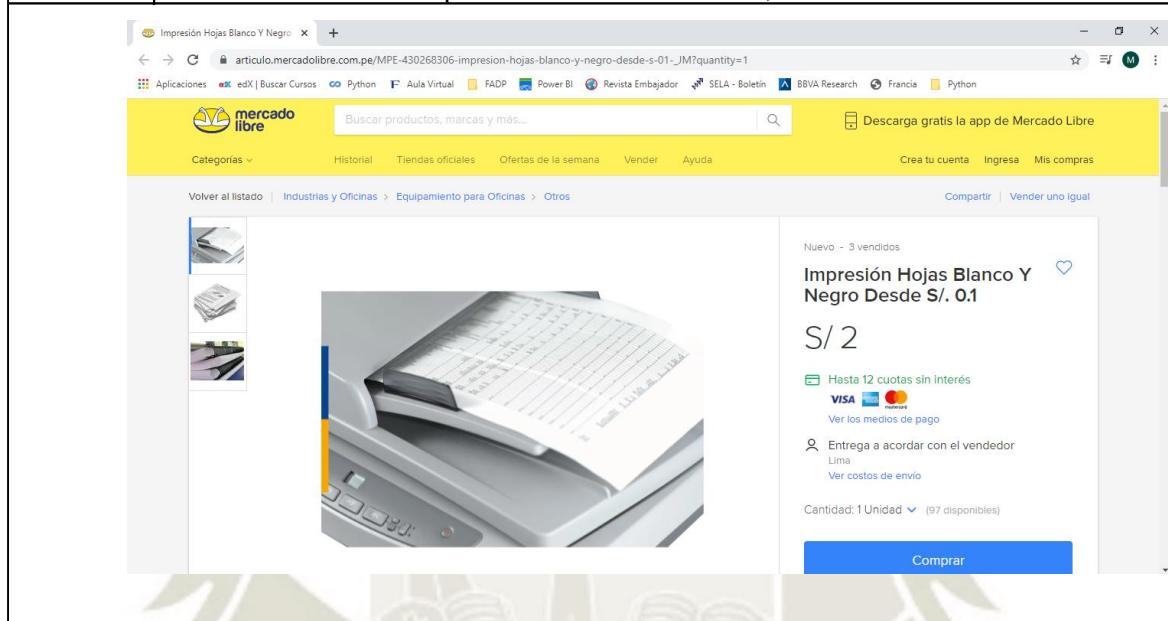 Impresión Hojas Blanco Y Negro
articulo.mercadolibre.com.pe/MPE-430268306-impresion-hojas-blanco-y-negro-desde-s-01-_JM?quantity=1
M
Aplicaciones edX | Buscar Cursos Python Aula Virtual FADP Power BI Revista Embajador SELA - Boletín BBVA Research Francia Python
mercado
libre
Buscar productos, marcas y más...
Descarga gratis la app de Mercado Libre
Categorías Historial Tiendas oficiales Ofertas de la semana Vender Ayuda Crea tu cuenta Ingresa Mis compras
Volver al listado | Industrias y Oficinas > Equipamiento para Oficinas > Otros Compartir | Vender uno igual
Nuevo - 3 vendidos
Impresión Hojas Blanco Y
Negro Desde S/. 0.1
S/ 2
Hasta 12 cuotas sin interés
VISA
Ver los medios de pago
Entrega a acordar con el vendedor
Lima
Ver costos de envío
Cantidad: 1 Unidad (97 disponibles)
Comprar